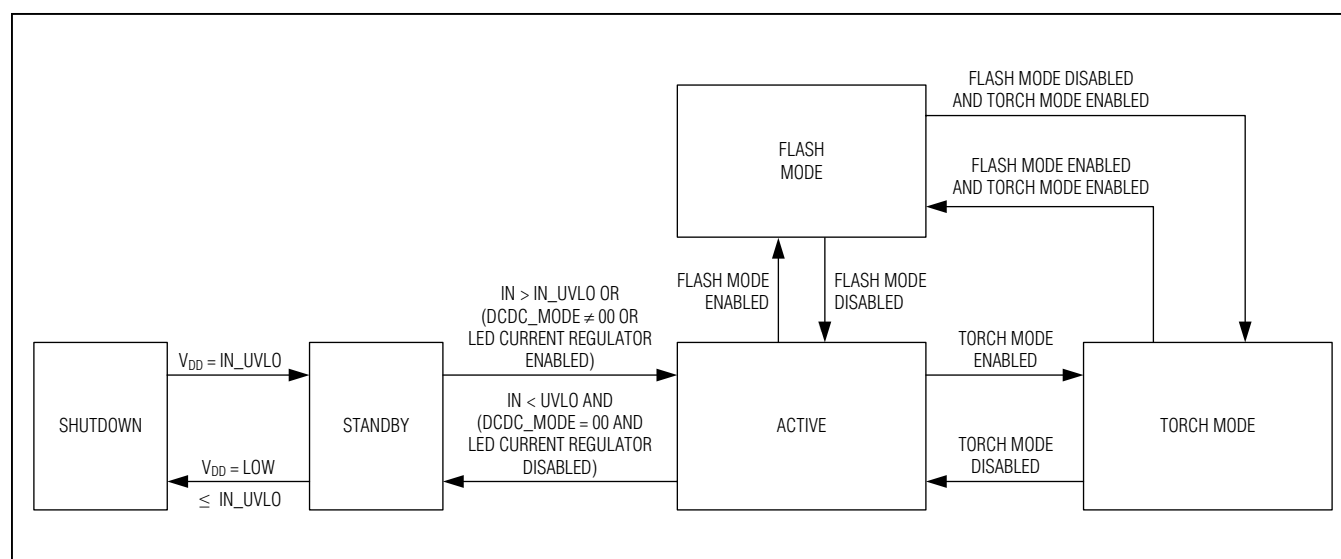 FLASH MODE DISABLED
AND TORCH MODE ENABLED
FLASH
MODE
FLASH MODE ENABLED
AND TORCH MODE ENABLED
FLASH MODE
ENABLED
FLASH MODE
DISABLED
IN > IN_UVLO OR
(DCDC_MODE ≠ 00 OR
LED CURRENT REGULATOR
ENABLED)
TORCH MODE
ENABLED
VDD = IN_UVLO
SHUTDOWN
STANDBY
IN < UVLO AND
(DCDC_MODE = 00 AND
LED CURRENT REGULATOR
DISABLED)
ACTIVE
TORCH MODE
TORCH MODE
DISABLED
VDD = LOW
≤ IN_UVLO